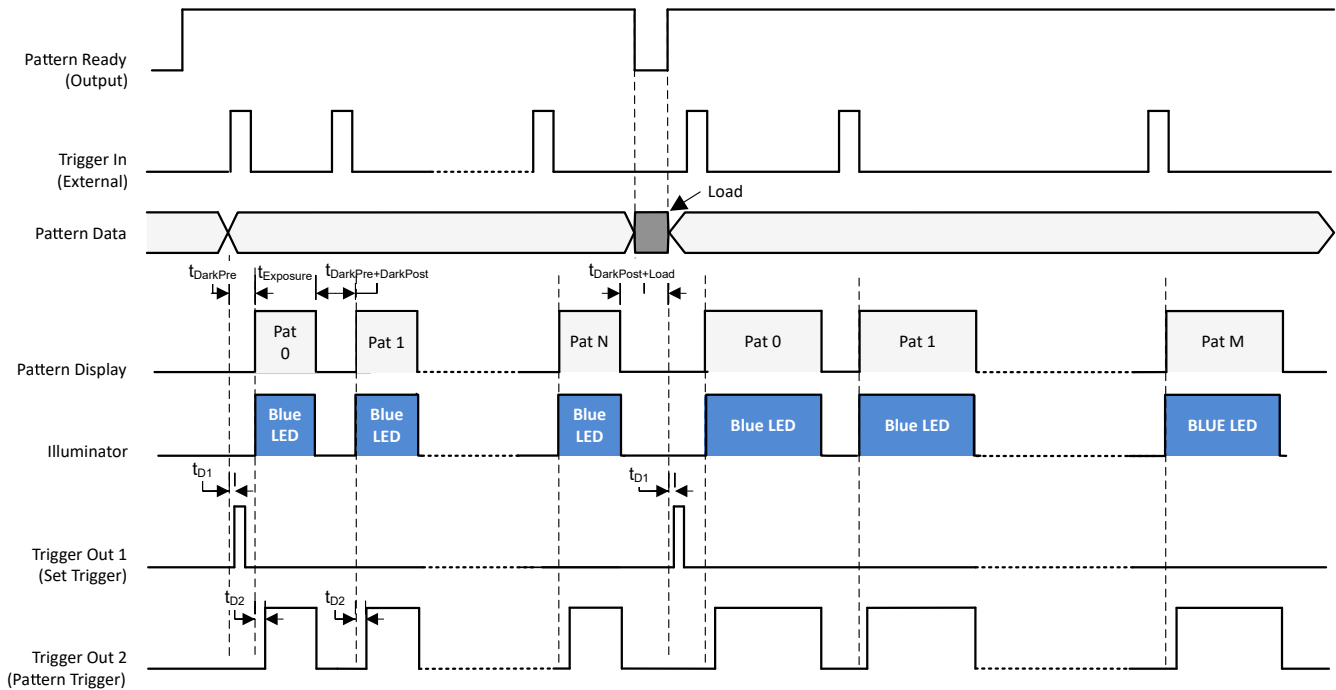 Pattern Ready
(Output)
Trigger In
(External)
Load
Pattern Data
tDarkPre
tExposure
tDarkPre+DarkPost
tDarkPost+Load
Pat
0
Pat 1
Pat N
Pat 0
Pat 1
Pat M
Pattern Display
Blue
LED
Blue
LED
Blue
LED
Blue LED
Blue LED
BLUE LED
Illuminator
tD1
tD1
Trigger Out 1
(Set Trigger)
tD2
tD2
Trigger Out 2
(Pattern Trigger)